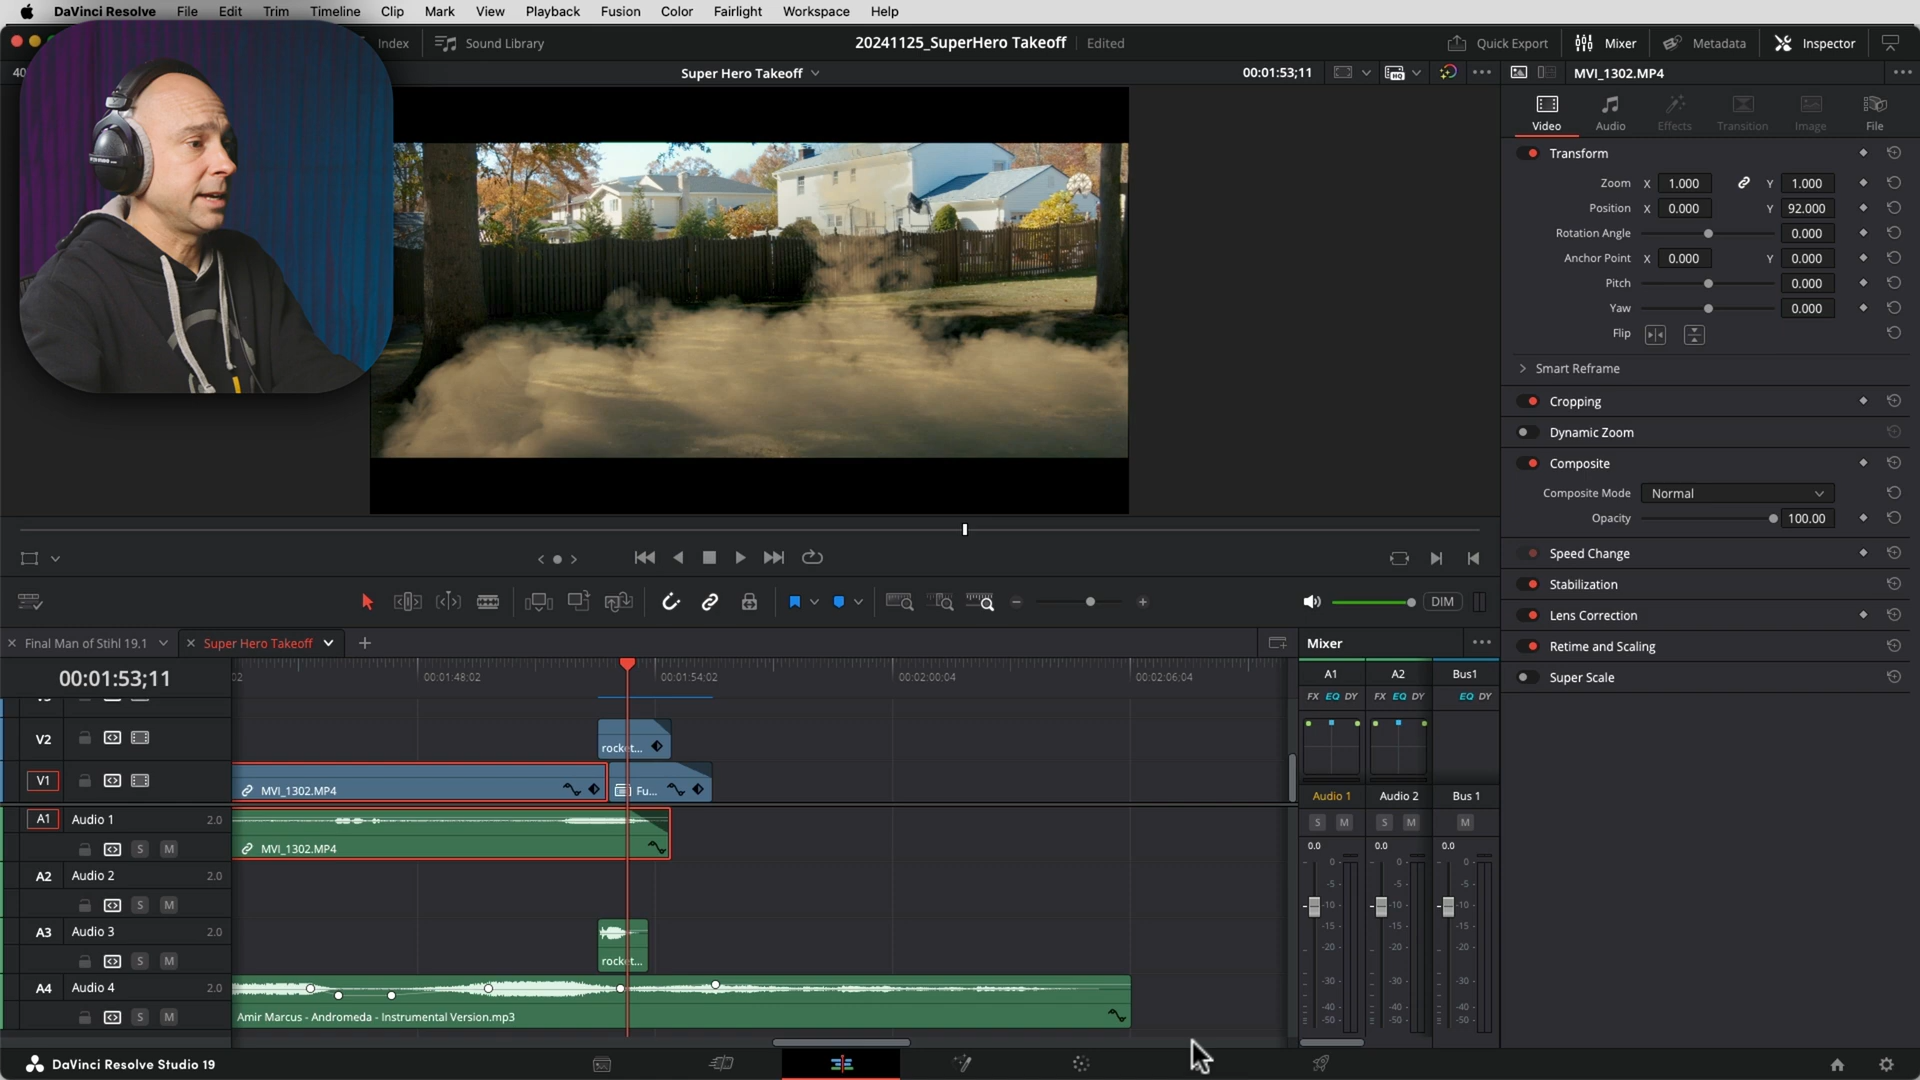 DaVinci Resolve File Edit Trim Timeline Clip Mark View Playback Fusion Color Fairlight Workspace Help
Index Sound Library 20241125_SuperHero Takeoff Edited Quick Export Mixer Metadata Inspector
40 Super Hero Takeoff 00:01:53;11 HQ MVI_1302.MP4
Video Audio Effects Transition Image File
Transform
Zoom X 1.000 Y 1.000
Position X 0.000 Y 92.000
Rotation Angle 0.000
Anchor Point X 0.000 Y 0.000
Pitch 0.000
Yaw 0.000
Flip
Smart Reframe
Cropping
Dynamic Zoom
Composite
Composite Mode Normal
Opacity 100.00
Speed Change
Stabilization
Lens Correction
Retime and Scaling
Super Scale
DIM
Final Man of Stihl 19.1 Super Hero Takeoff Mixer
00:01:53;11 02 00:01:48:02 00:01:54:02 00:02:00:04 00:02:06:04
A1 A2 Bus1
FX EQ DY FX EQ DY EQ DY
V2 rocket...
V1 MVI_1302.MP4 Fu...
Audio 1 Audio 2 Bus 1
A1 Audio 1 2.0
S M S M M
S M MVI_1302.MP4
0.0 0.0 0.0
A2 Audio 2 2.0
S M
A3 Audio 3 2.0
S M rocket...
A4 Audio 4 2.0
S M Amir Marcus - Andromeda - Instrumental Version.mp3
0 0 0
-5 -5 -5
-10 -10 -10
-15 -15 -15
-20 -20 -20
-30 -30 -30
-40 -40 -40
-50 -50 -50
DaVinci Resolve Studio 19